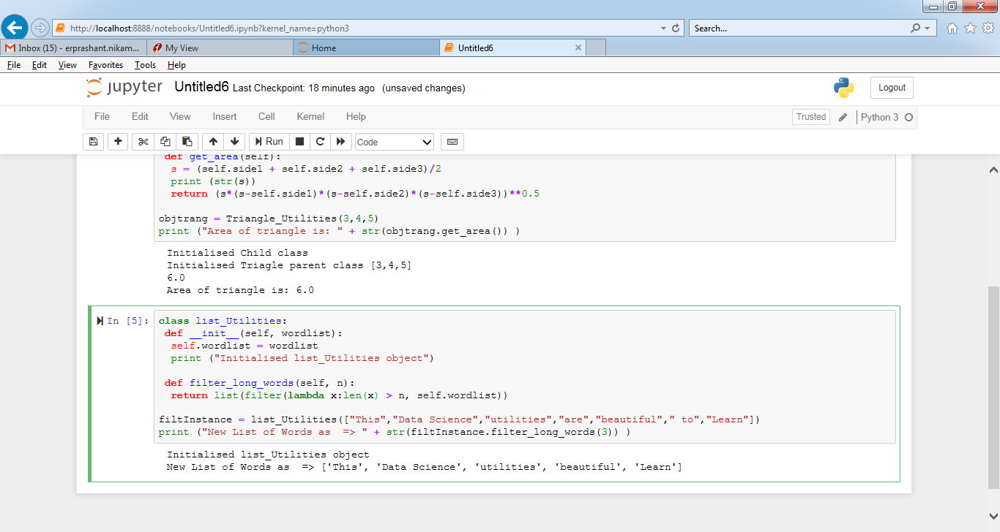 http://localhost:8888/notebooks/Untitled6.ipynb?kernel_name=python3
Search...
Inbox (15) - erprashant.nikam...
My View
Home
Untitled6
File Edit View Favorites Tools Help
jupyter Untitled6 Last Checkpoint: 18 minutes ago (unsaved changes)
Logout
File Edit View Insert Cell Kernel Help
Trusted
Python 3
Run
Code
def get_area(self):
s = (self.side1 + self.side2 + self.side3)/2
print (str(s))
return (s*(s-self.side1)*(s-self.side2)*(s-self.side3))**0.5
objtrang = Triangle_Utilities(3,4,5)
print ("Area of triangle is: " + str(objtrang.get_area()) )
Initialised Child class
Initialised Triagle parent class [3,4,5]
6.0
Area of triangle is: 6.0
In [5]: class list_Utilities:
def __init__(self, wordlist):
self.wordlist = wordlist
print ("Initialised list_Utilities object")
def filter_long_words(self, n):
return list(filter(lambda x:len(x) > n, self.wordlist))
filtInstance = list_Utilities(["This","Data Science","utilities","are","beautiful"," to","Learn"])
print ("New List of Words as  => " + str(filtInstance.filter_long_words(3)) )
Initialised list_Utilities object
New List of Words as  => ['This', 'Data Science', 'utilities', 'beautiful', 'Learn']